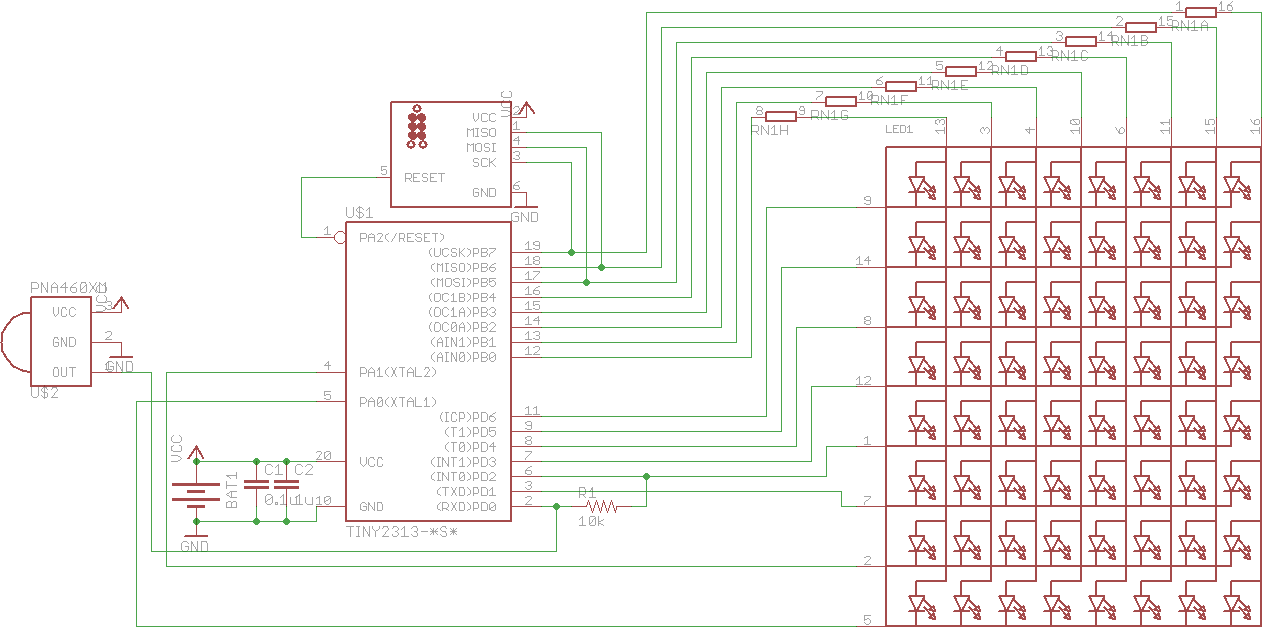 1 16
RN1A
2 15
RN1B
3 14
RN1C
4 13
RN1D
5 12
RN1E
6 11
RN1F
7 10
RN1G
8 9
RN1H
LED1
13 3 4 10 6 11 15 16
VCC
VCC 2
MISO 1
MOSI 4
SCK 3
5 RESET
GND 6
GND
U$1
1 PA2(/RESET)
(UCSK)PB7 19
(MISO)PB6 18
(MOSI)PB5 17
(OC1B)PB4 16
(OC1A)PB3 15
(OC0A)PB2 14
(AIN1)PB1 13
(AIN0)PB0 12
4 PA1(XTAL2)
5 PA0(XTAL1)
(ICP)PD6 11
(T1)PD5 9
(T0)PD4 8
(INT1)PD3 7
(INT0)PD2 6
(TXD)PD1 3
(RXD)PD0 2
20 VCC
10 GND
TINY2313-*S*
PNA460XM
VCC
VCC 3
GND 2
GND
OUT 1
U$2
VCC
BAT1
GND
C1 C2
0.1u 1u
R1
10k
9
14
8
12
1
7
2
5